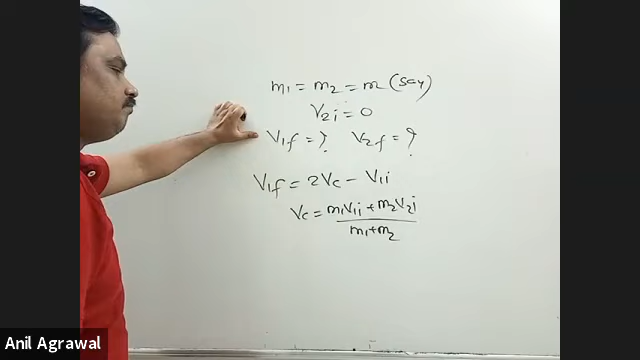 m1 = m2 = m (say)
V2i = 0
V1f = ? V2f = ?
V1f = 2Vc - V1i
Vc = m1V1i + m2V2i
m1+m2
Anil Agrawal